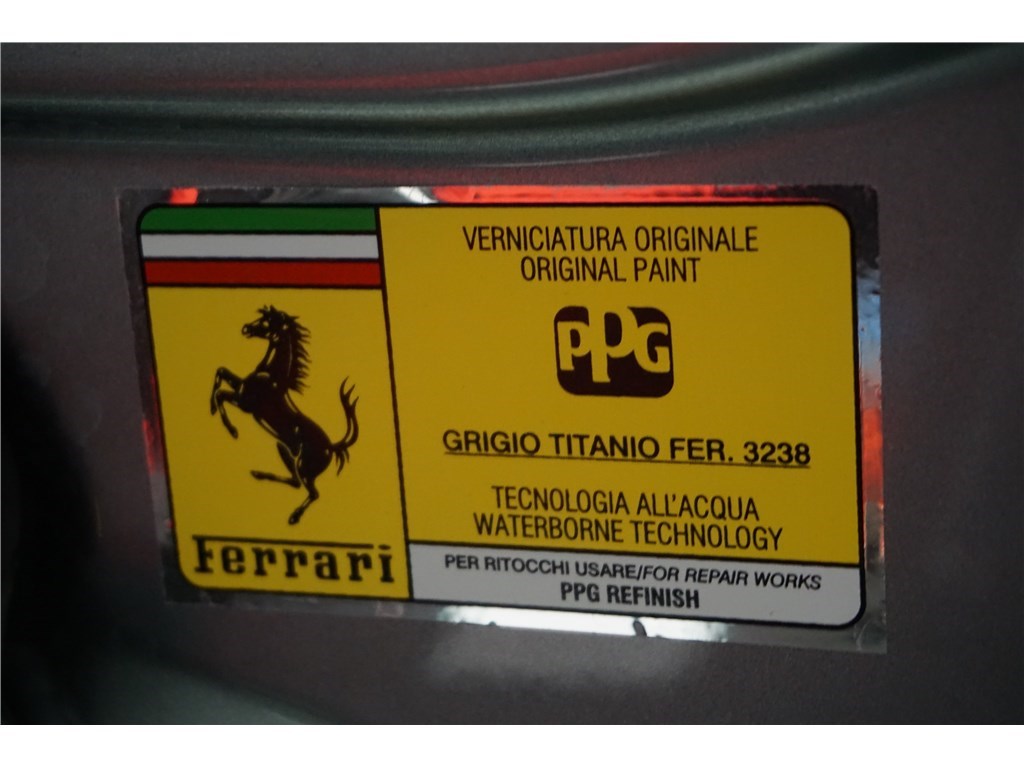 VERNICIATURA ORIGINALE
ORIGINAL PAINT
PPG
GRIGIO TITANIO FER. 3238
TECNOLOGIA ALL'ACQUA
WATERBORNE TECHNOLOGY
Ferrari
PER RITOCCHI USARE/FOR REPAIR WORKS
PPG REFINISH